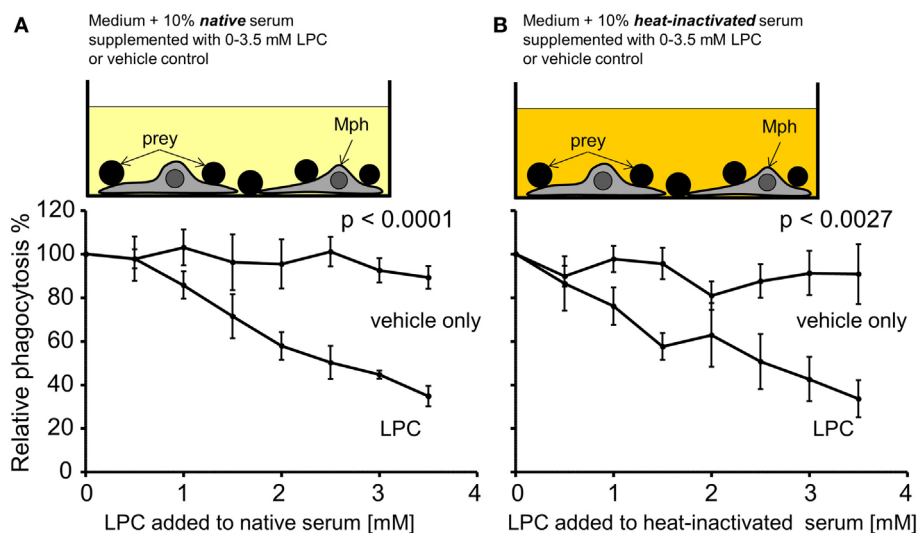 A
Medium + 10% native serum
supplemented with 0-3.5 mM LPC
or vehicle control
prey
Mph
Relative phagocytosis %
120
100
80
60
40
20
0
p < 0.0001
vehicle only
LPC
0
1
2
3
4
LPC added to native serum [mM]
B
Medium + 10% heat-inactivated serum
supplemented with 0-3.5 mM LPC
or vehicle control
prey
Mph
p < 0.0027
vehicle only
LPC
0
1
2
3
4
LPC added to heat-inactivated serum [mM]